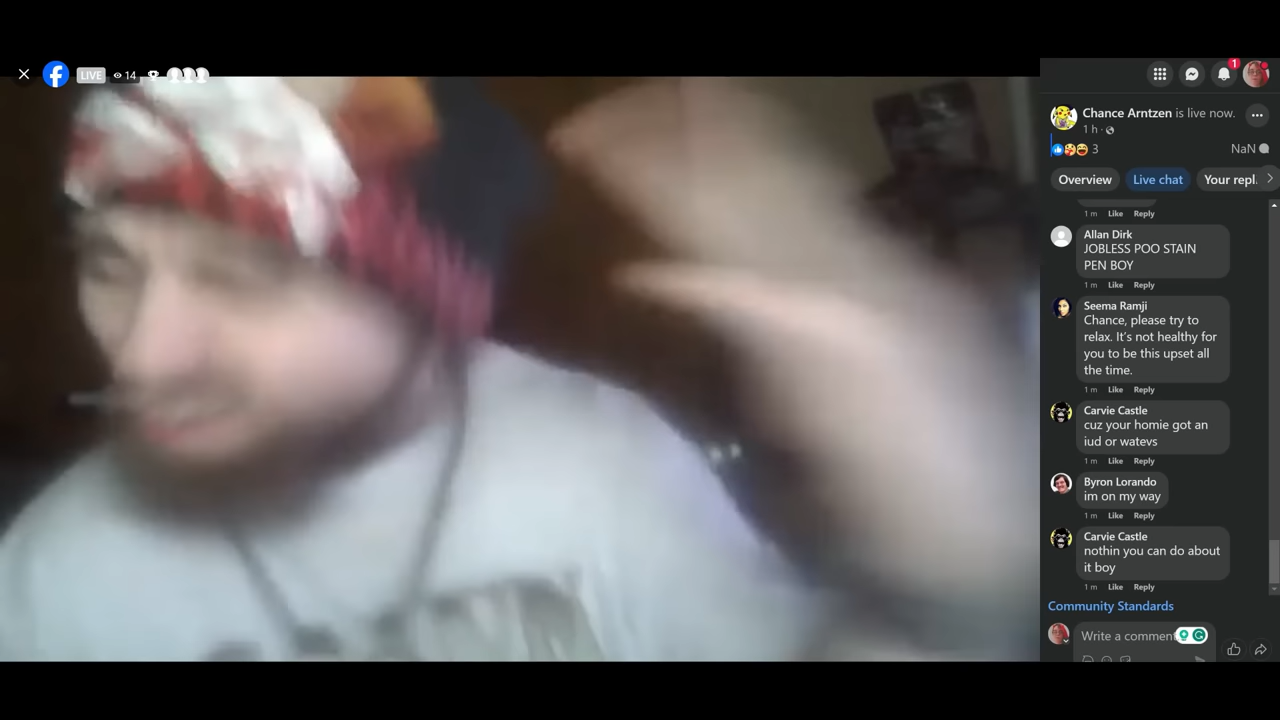 LIVE
14
1
Chance Arntzen is live now.
1 h
3
NaN
Overview
Live chat
Your repl.
1 m Like Reply
Allan Dirk
JOBLESS POO STAIN
PEN BOY
1 m Like Reply
Seema Ramji
Chance, please try to
relax. It's not healthy for
you to be this upset all
the time.
1 m Like Reply
Carvie Castle
cuz your homie got an
iud or watevs
1 m Like Reply
Byron Lorando
im on my way
1 m Like Reply
Carvie Castle
nothin you can do about
it boy
1 m Like Reply
Community Standards
Write a comment